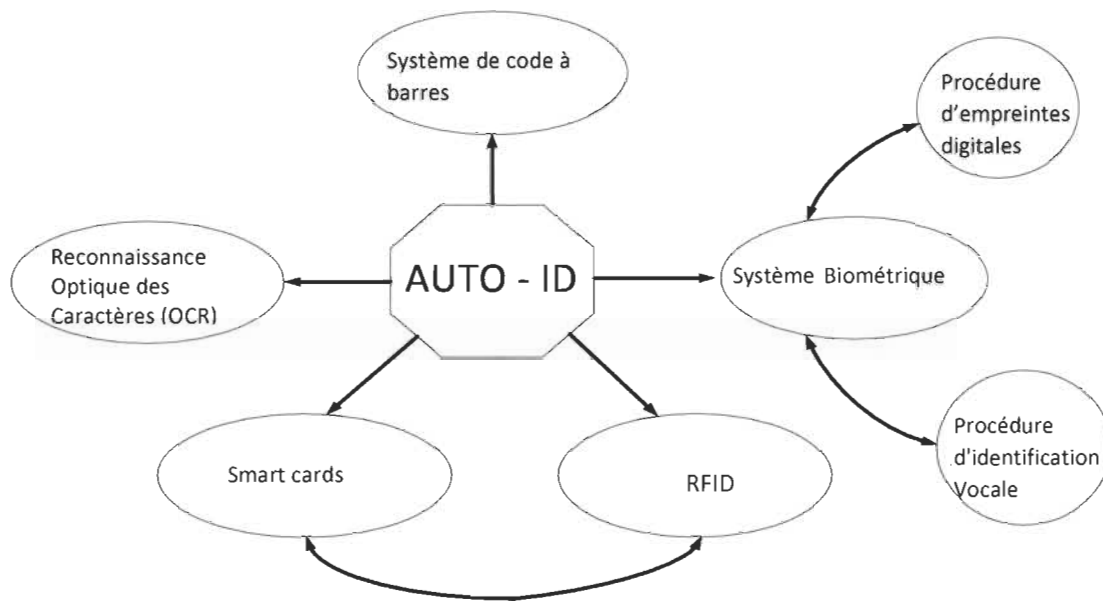 Système de code à
barres
Procédure
d'empreintes
digitales
Reconnaissance
Optique des
Caractères (OCR)
AUTO - ID
Système Biométrique
Smart cards
RFID
Procédure
d'identification
Vocale